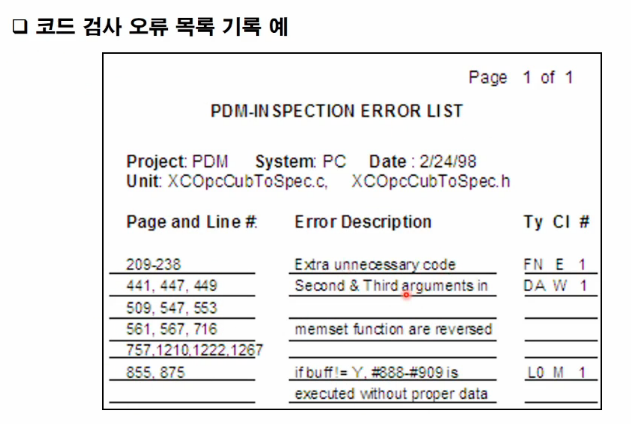 ❑ 코드 검사 오류 목록 기록 예
Page 1 of 1
PDM-INSPECTION ERROR LIST
Project: PDM System: PC Date : 2/24/98
Unit: XCOpcCubToSpec.c, XCOpcCubToSpec.h
Page and Line #: Error Description Ty Cl #
209-238 Extra unnecessary code FN E 1
441, 447, 449 Second & Third arguments in DA W 1
509, 547, 553
561, 567, 716 memset function are reversed
757,1210,1222,1267
855, 875 if buff!= Y, #888-#909 is L0 M 1
executed without proper data